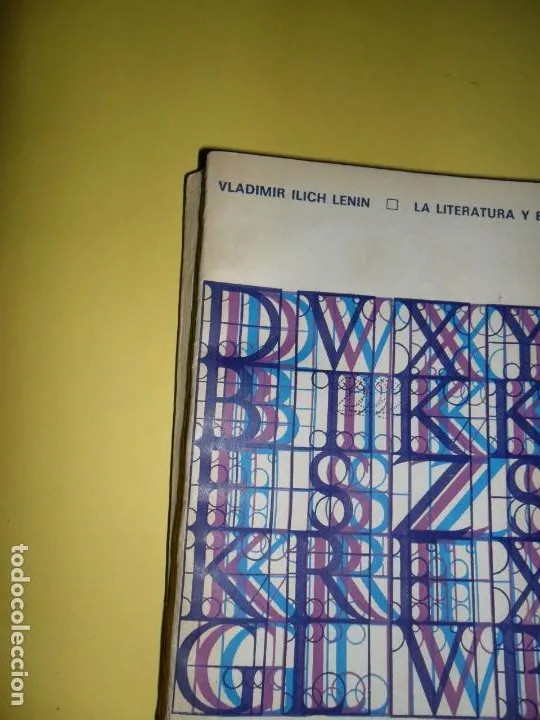 VLADIMIR ILICH LENIN □ LA LITERATURA Y
D W X Y
B I K K
E S Z S
K R E X
G L W
todocoleccion